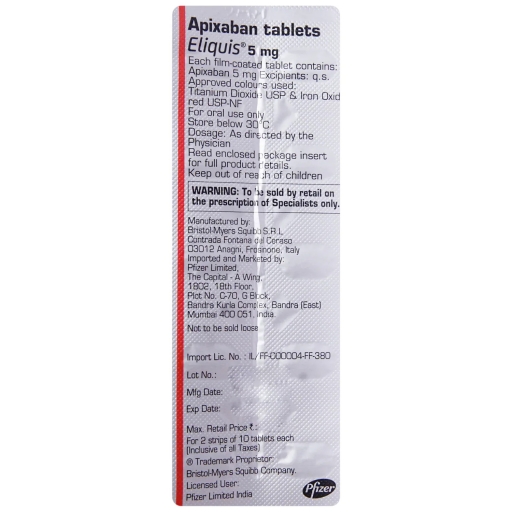 Apixaban tablets
Eliquis® 5 mg
Each film-coated tablet contains:
Apixaban 5 mg Excipients: q.s.
Approved colours used:
Titanium Dioxide USP & Iron Oxid
red USP-NF
For oral use only
Store below 30°C
Dosage: As directed by the
Physician
Read enclosed package insert
for full product details.
Keep out of reach of children
WARNING: To be sold by retail on
the prescription of Specialists only.
Manufactured by:
Bristol-Myers Squibb S.R.L
Contrada Fontana del Ceraso
03012 Anagni, Frosinone, Italy
Imported and Marketed by:
Pfizer Limited,
The Capital - A Wing,
1802, 18th Floor,
Plot No. C-70, G Block,
Bandra Kurla Complex, Bandra (East)
Mumbai 400 051, India.
Not to be sold loose
Import Lic. No. : IL/FF-000004-FF-380
Lot No.:
Mfg Date:
Exp Date:
Max. Retail Price ₹ :
For 2 strips of 10 tablets each
(Inclusive of all Taxes)
® Trademark Proprietor:
Bristol-Myers Squibb Company.
Licensed User:
Pfizer Limited India
Pfizer